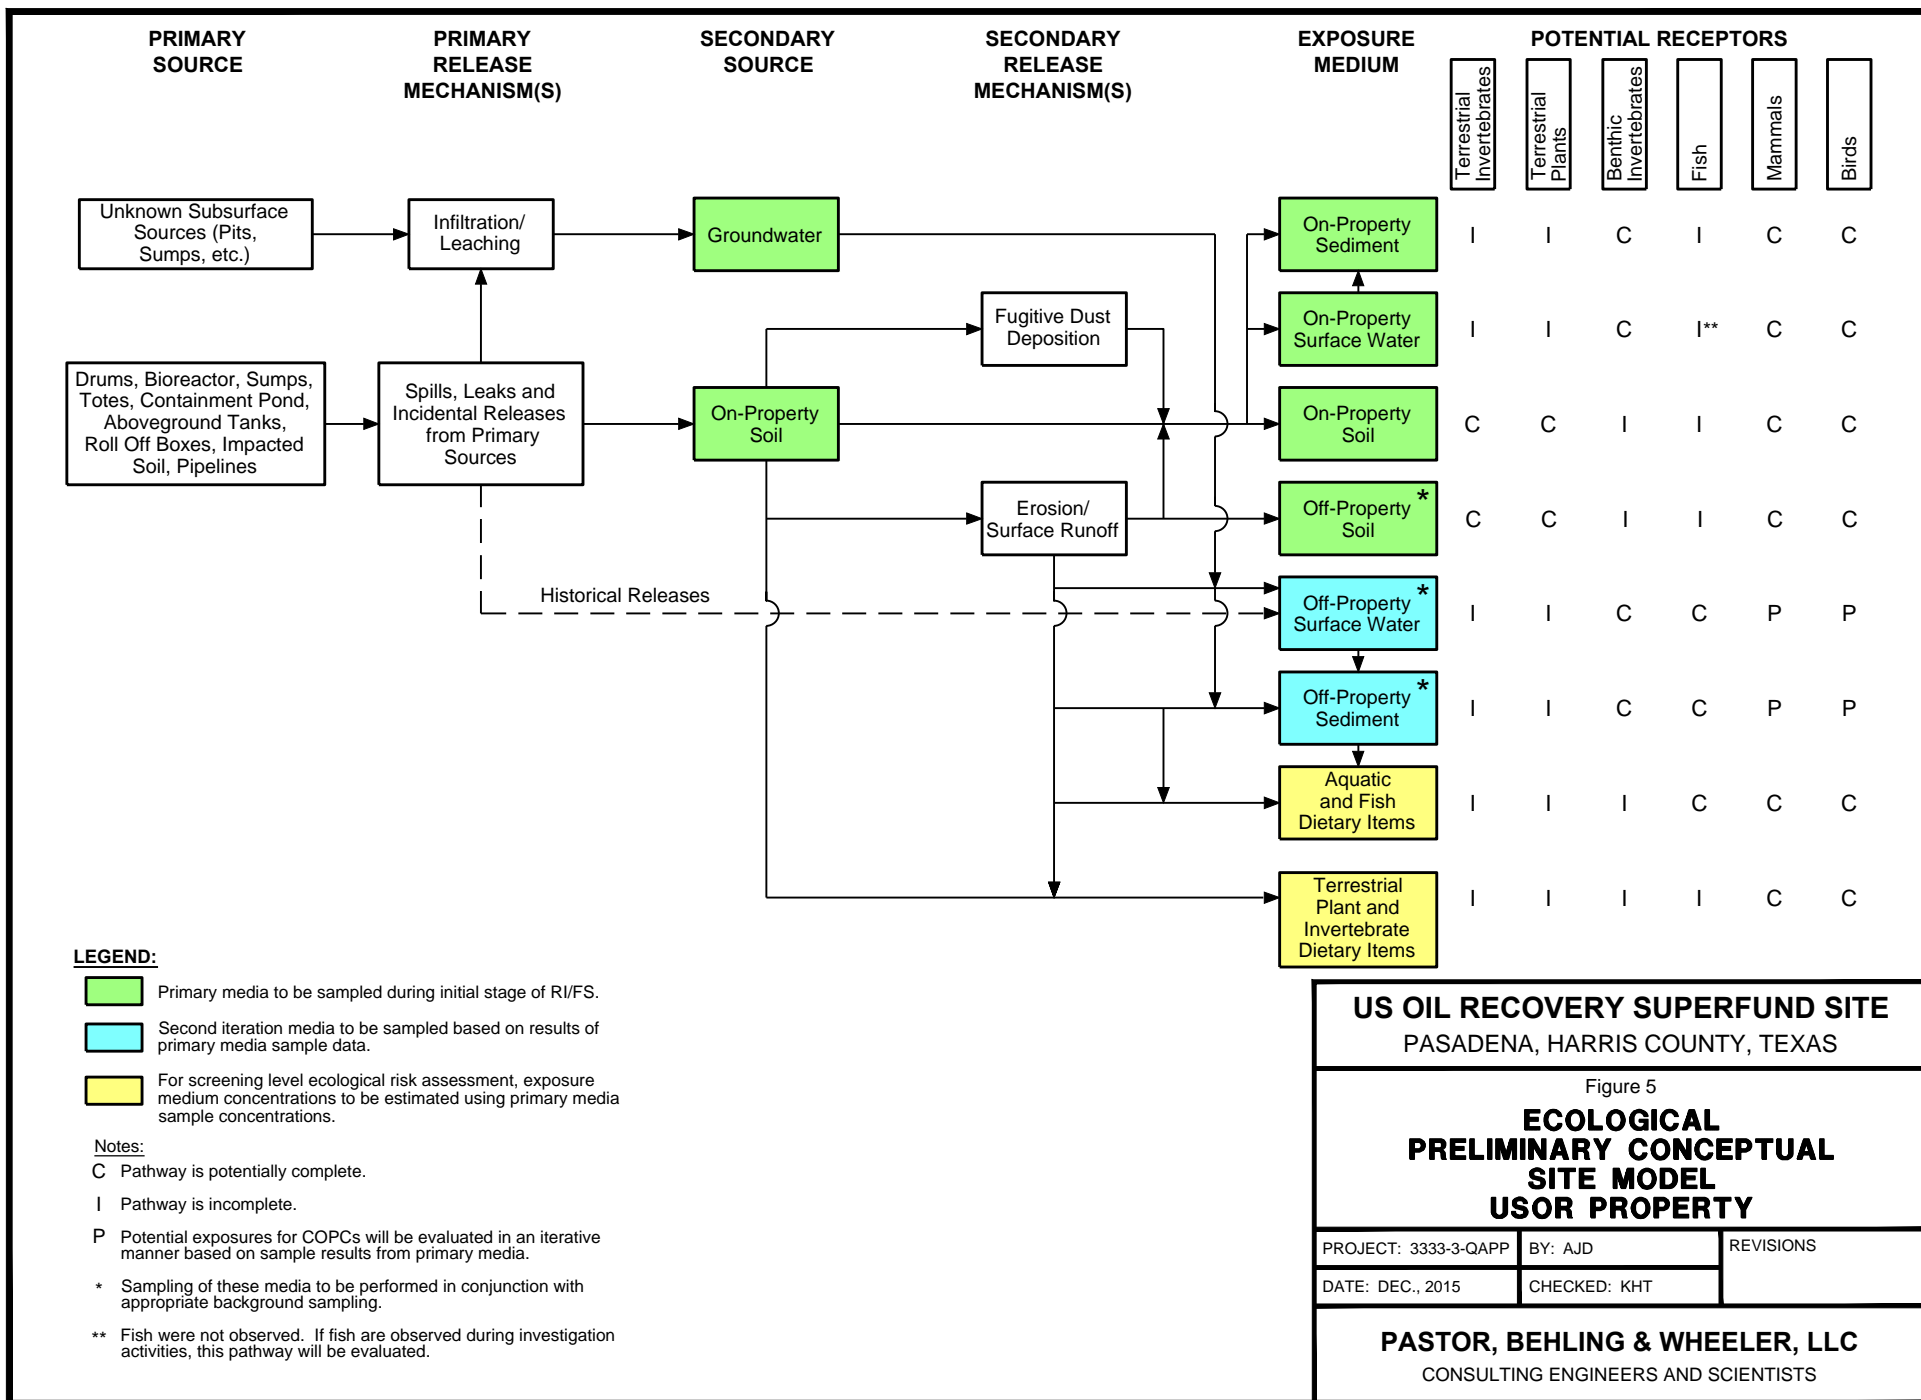 PRIMARY
SOURCE
PRIMARY
RELEASE
MECHANISM(S)
SECONDARY
SOURCE
SECONDARY
RELEASE
MECHANISM(S)
EXPOSURE
MEDIUM
POTENTIAL RECEPTORS
Terrestrial
Invertebrates
Terrestrial
Plants
Benthic
Invertebrates
Fish
Mammals
Birds
Unknown Subsurface
Sources (Pits,
Sumps, etc.)
Infiltration/
Leaching
Groundwater
On-Property
Sediment
I I C I C C
Fugitive Dust
Deposition
On-Property
Surface Water
I I C I** C C
Drums, Bioreactor, Sumps,
Totes, Containment Pond,
Aboveground Tanks,
Roll Off Boxes, Impacted
Soil, Pipelines
Spills, Leaks and
Incidental Releases
from Primary
Sources
On-Property
Soil
On-Property
Soil
C C I I C C
Erosion/
Surface Runoff
Off-Property *
Soil
C C I I C C
Historical Releases
Off-Property *
Surface Water
I I C C P P
Off-Property *
Sediment
I I C C P P
Aquatic
and Fish
Dietary Items
I I I C C C
Terrestrial
Plant and
Invertebrate
Dietary Items
I I I I C C
LEGEND:
Primary media to be sampled during initial stage of RI/FS.
Second iteration media to be sampled based on results of
primary media sample data.
For screening level ecological risk assessment, exposure
medium concentrations to be estimated using primary media
sample concentrations.
Notes:
C Pathway is potentially complete.
I Pathway is incomplete.
P Potential exposures for COPCs will be evaluated in an iterative
manner based on sample results from primary media.
* Sampling of these media to be performed in conjunction with
appropriate background sampling.
** Fish were not observed. If fish are observed during investigation
activities, this pathway will be evaluated.
US OIL RECOVERY SUPERFUND SITE
PASADENA, HARRIS COUNTY, TEXAS
Figure 5
ECOLOGICAL
PRELIMINARY CONCEPTUAL
SITE MODEL
USOR PROPERTY
PROJECT: 3333-3-QAPP
BY: AJD
REVISIONS
DATE: DEC., 2015
CHECKED: KHT
PASTOR, BEHLING & WHEELER, LLC
CONSULTING ENGINEERS AND SCIENTISTS